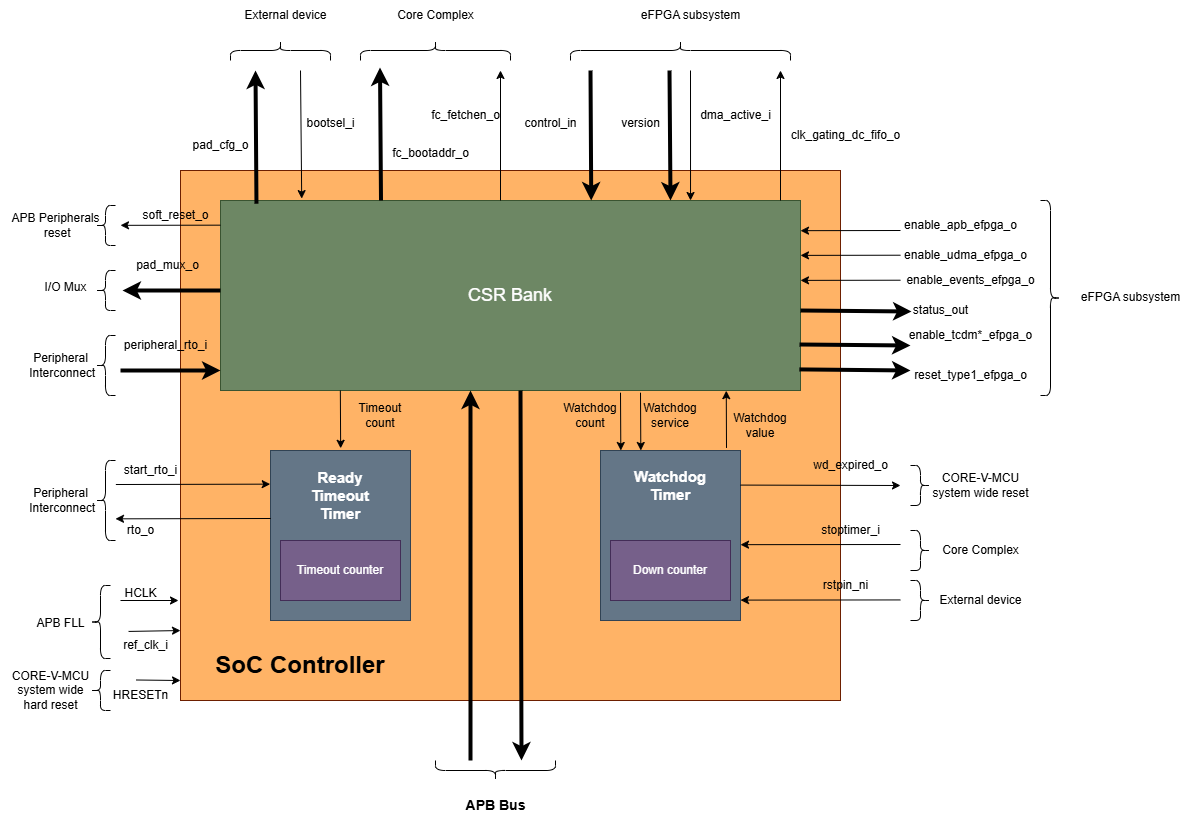 External device
Core Complex
eFPGA subsystem
pad_cfg_o
bootsel_i
fc_bootaddr_o
fc_fetchen_o
control_in
version
dma_active_i
clk_gating_dc_fifo_o
APB Peripherals
reset
soft_reset_o
I/O Mux
pad_mux_o
Peripheral
Interconnect
peripheral_rto_i
CSR Bank
enable_apb_efpga_o
enable_udma_efpga_o
enable_events_efpga_o
status_out
enable_tcdm*_efpga_o
reset_type1_efpga_o
eFPGA subsystem
Timeout
count
Watchdog
count
Watchdog
service
Watchdog
value
Peripheral
Interconnect
start_rto_i
rto_o
Ready
Timeout
Timer
Timeout counter
Watchdog
Timer
Down counter
wd_expired_o
CORE-V-MCU
system wide reset
stoptimer_i
Core Complex
rstpin_ni
External device
APB FLL
HCLK
ref_clk_i
CORE-V-MCU
system wide
hard reset
HRESETn
SoC Controller
APB Bus